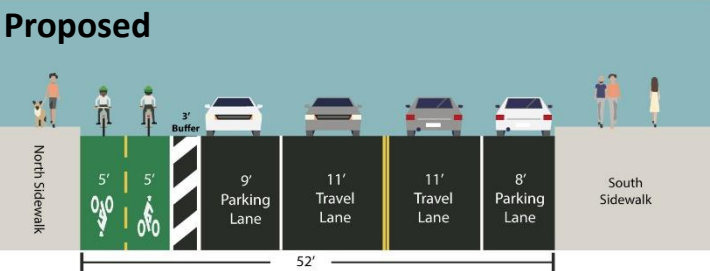 Proposed
3’
Buffer
North Sidewalk
5’
5’
9’
Parking
Lane
11’
Travel
Lane
11’
Travel
Lane
8’
Parking
Lane
South
Sidewalk
52’